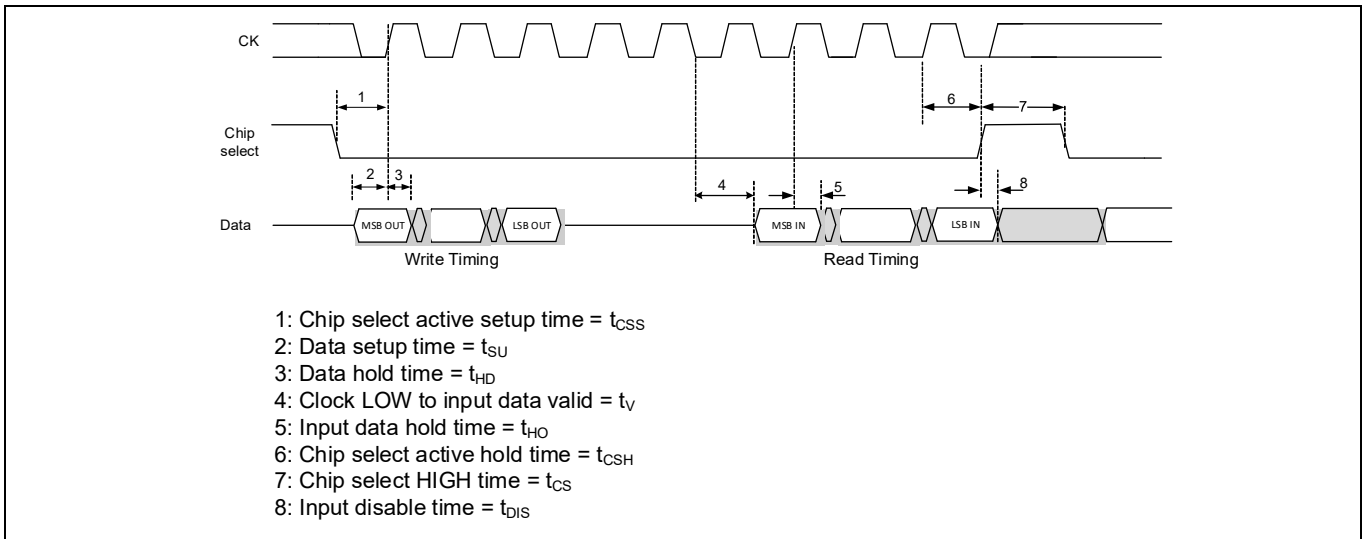 CK
1
6
7
Chip
select
2
3
4
5
8
Data
MSB OUT
LSB OUT
MSB IN
LSB IN
Write Timing
Read Timing
1: Chip select active setup time = tCSS
2: Data setup time = tSU
3: Data hold time = tHD
4: Clock LOW to input data valid = tV
5: Input data hold time = tHO
6: Chip select active hold time = tCSH
7: Chip select HIGH time = tCS
8: Input disable time = tDIS